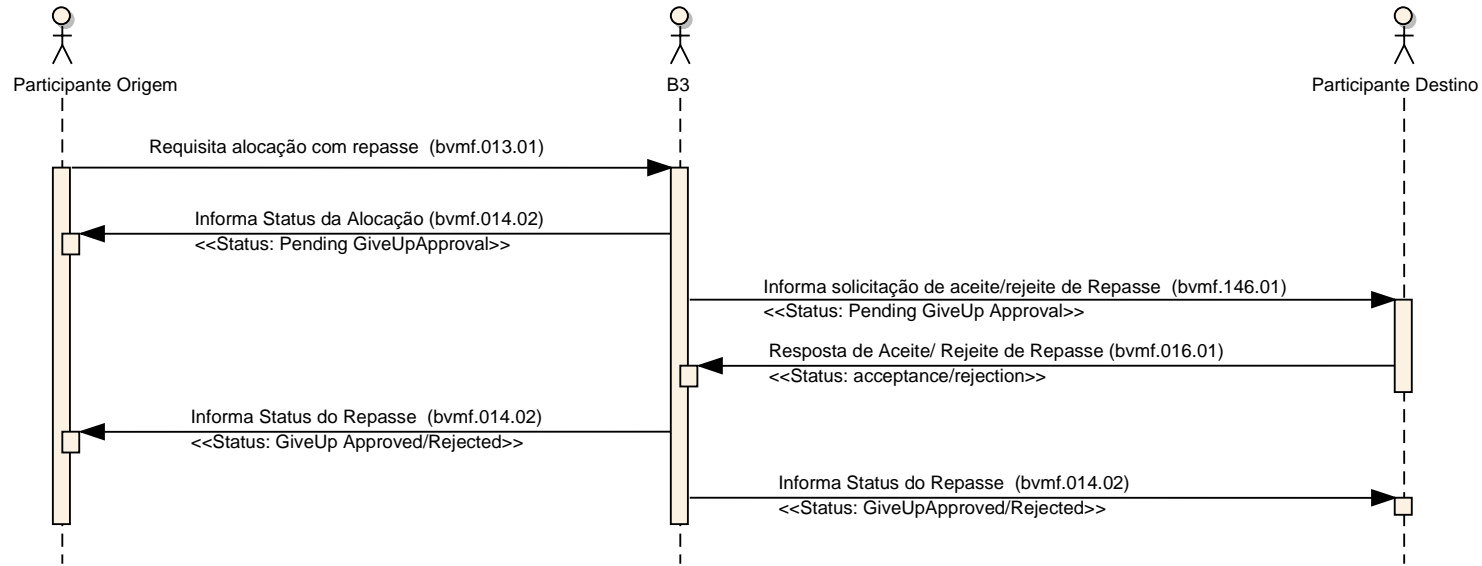 Participante Origem
B3
Participante Destino
Requisita alocação com repasse  (bvmf.013.01)
Informa Status da Alocação (bvmf.014.02)
<<Status: Pending GiveUpApproval>>
Informa solicitação de aceite/rejeite de Repasse  (bvmf.146.01)
<<Status: Pending GiveUp Approval>>
Resposta de Aceite/ Rejeite de Repasse (bvmf.016.01)
<<Status: acceptance/rejection>>
Informa Status do Repasse  (bvmf.014.02)
<<Status: GiveUp Approved/Rejected>>
Informa Status do Repasse  (bvmf.014.02)
<<Status: GiveUpApproved/Rejected>>